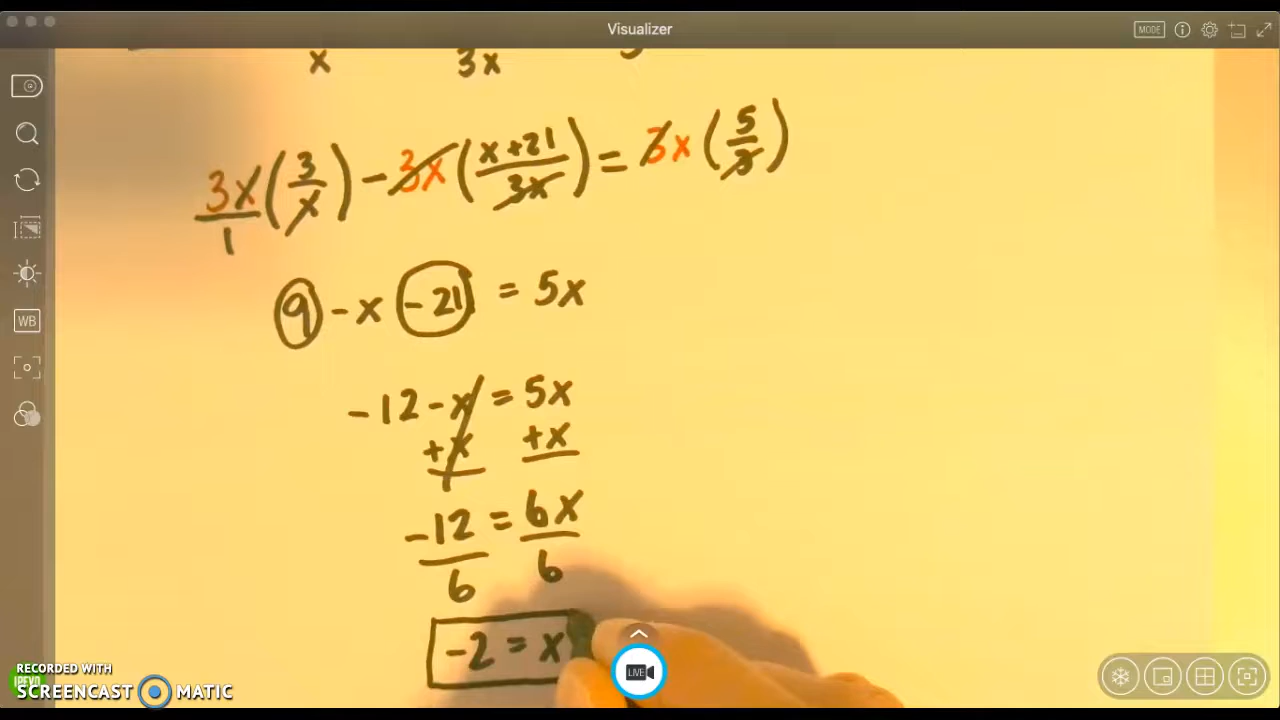 Visualizer
MODE
x 3x
3x/1 (3/x) - 3x (x+21/3x) = 3x (5/3)
9 - x - 21 = 5x
-12 - x = 5x
+x +x
-12 = 6x
6 6
-2 = x
WB
LIVE
RECORDED WITH
SCREENCAST MATIC